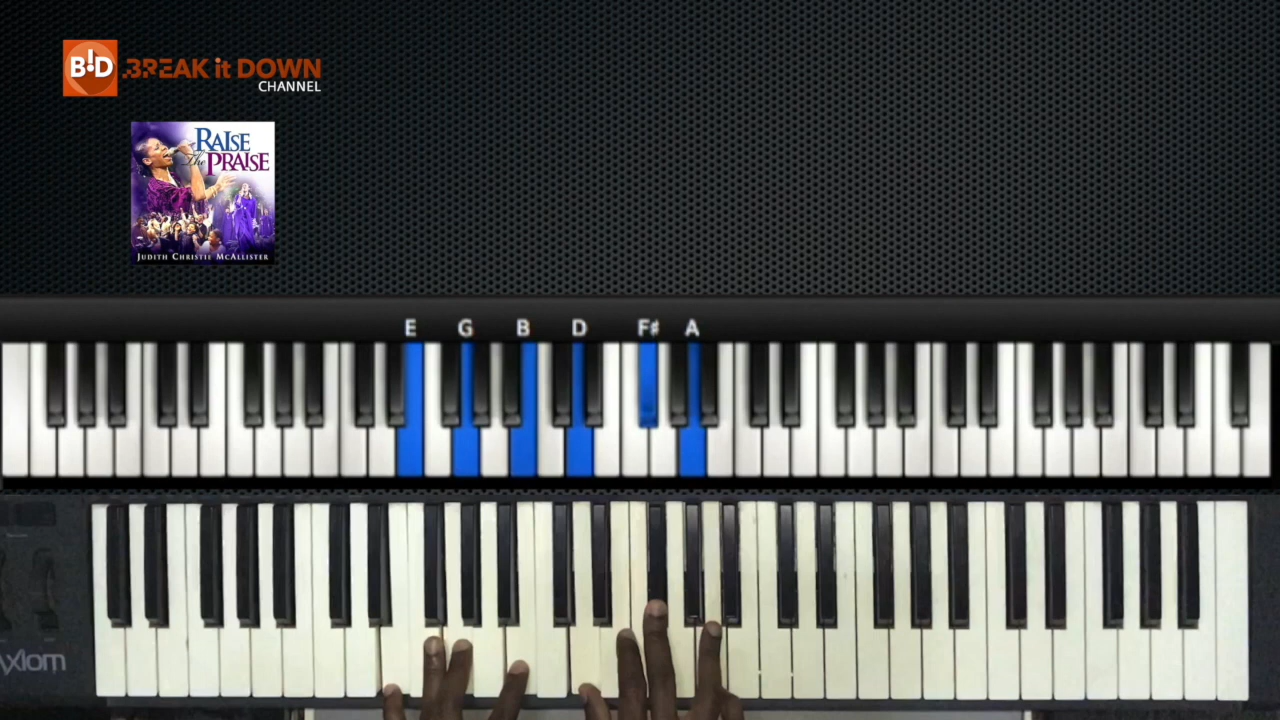 B!D BREAK iT DOWN
CHANNEL
RAISE
The PRAISE
JUDITH CHRISTIE MCALLISTER
E G B D F♯ A
Axiom